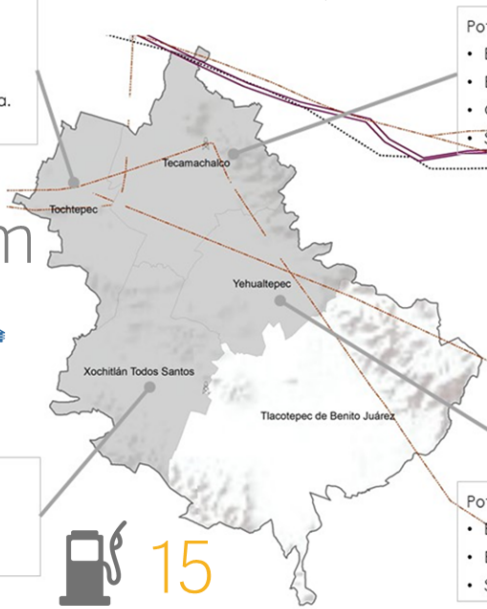 a.
Tecamachalco
Tochtepec
m
Yehualtepec
Xochitlán Todos Santos
Tlacotepec de Benito Juárez
15